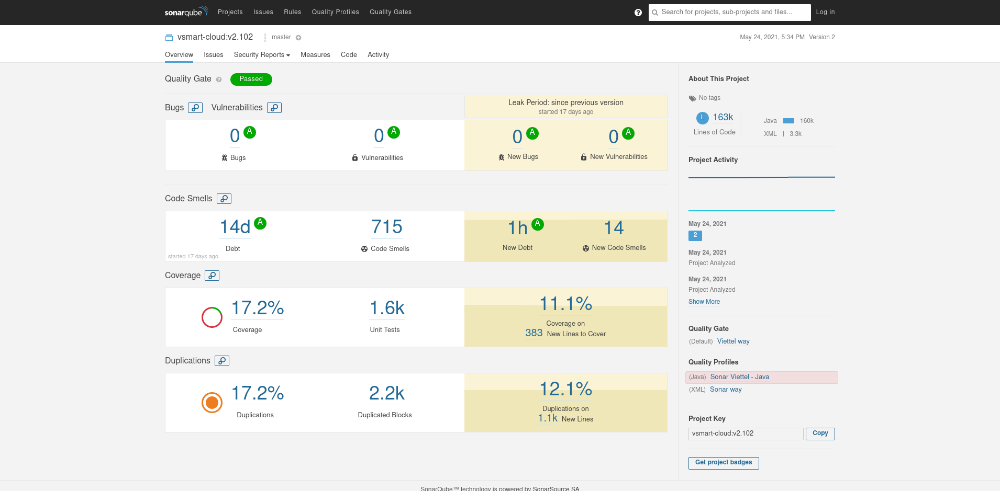 sonarqube Projects Issues Rules Quality Profiles Quality Gates ? Search for projects, sub-projects and files... Log in
vsmart-cloud:v2.102 master May 24, 2021, 5:34 PM Version 2
Overview Issues Security Reports Measures Code Activity
Quality Gate ? Passed
Leak Period: since previous version
started 17 days ago
Bugs Vulnerabilities
0 A 0 A 0 A 0 A
Bugs Vulnerabilities New Bugs New Vulnerabilities
Code Smells
14d A 715 1h A 14
Debt Code Smells New Debt New Code Smells
started 17 days ago
Coverage
17.2% 1.6k 11.1%
Coverage Unit Tests Coverage on
383 New Lines to Cover
Duplications
17.2% 2.2k 12.1%
Duplications Duplicated Blocks Duplications on
1.1k New Lines
About This Project
No tags
L 163k
Lines of Code
Java 160k
XML 3.3k
Project Activity
May 24, 2021
2
May 24, 2021
Project Analyzed
May 24, 2021
Project Analyzed
Show More
Quality Gate
(Default) Viettel way
Quality Profiles
(Java) Sonar Viettel - Java
(XML) Sonar way
Project Key
vsmart-cloud:v2.102 Copy
Get project badges
SonarQube™ technology is powered by SonarSource SA